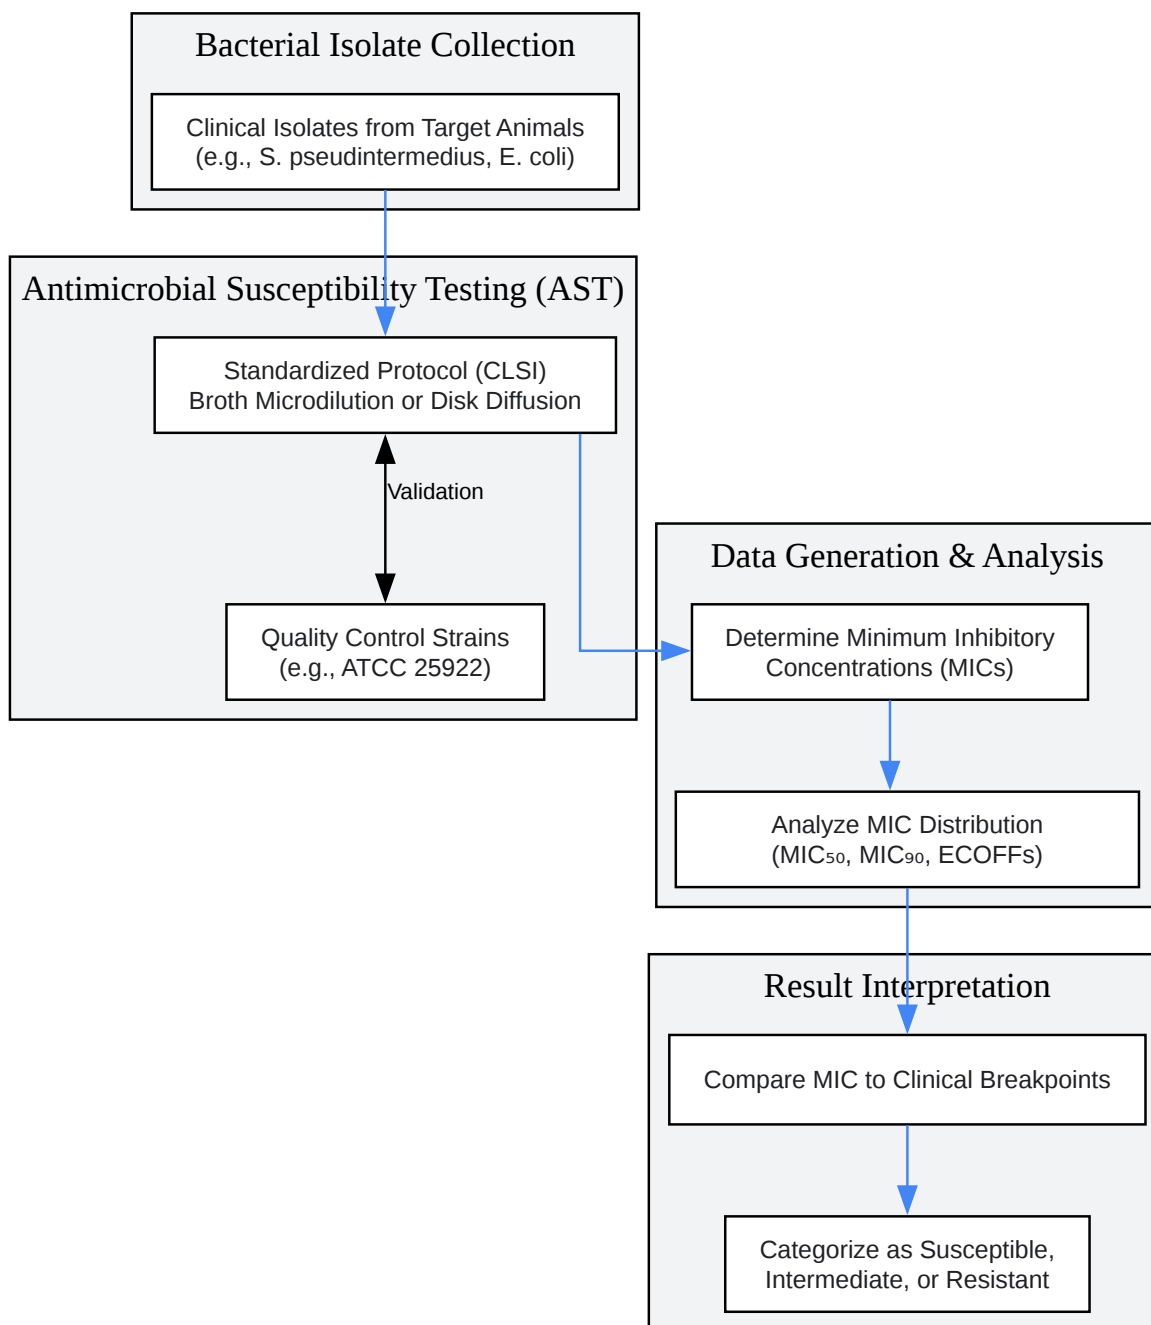 Bacterial Isolate Collection
Clinical Isolates from Target Animals
(e.g., S. pseudintermedius, E. coli)
Antimicrobial Susceptibility Testing (AST)
Standardized Protocol (CLSI)
Broth Microdilution or Disk Diffusion
Validation
Quality Control Strains
(e.g., ATCC 25922)
Data Generation & Analysis
Determine Minimum Inhibitory
Concentrations (MICs)
Analyze MIC Distribution
(MIC₅₀, MIC₉₀, ECOFFs)
Result Interpretation
Compare MIC to Clinical Breakpoints
Categorize as Susceptible,
Intermediate, or Resistant